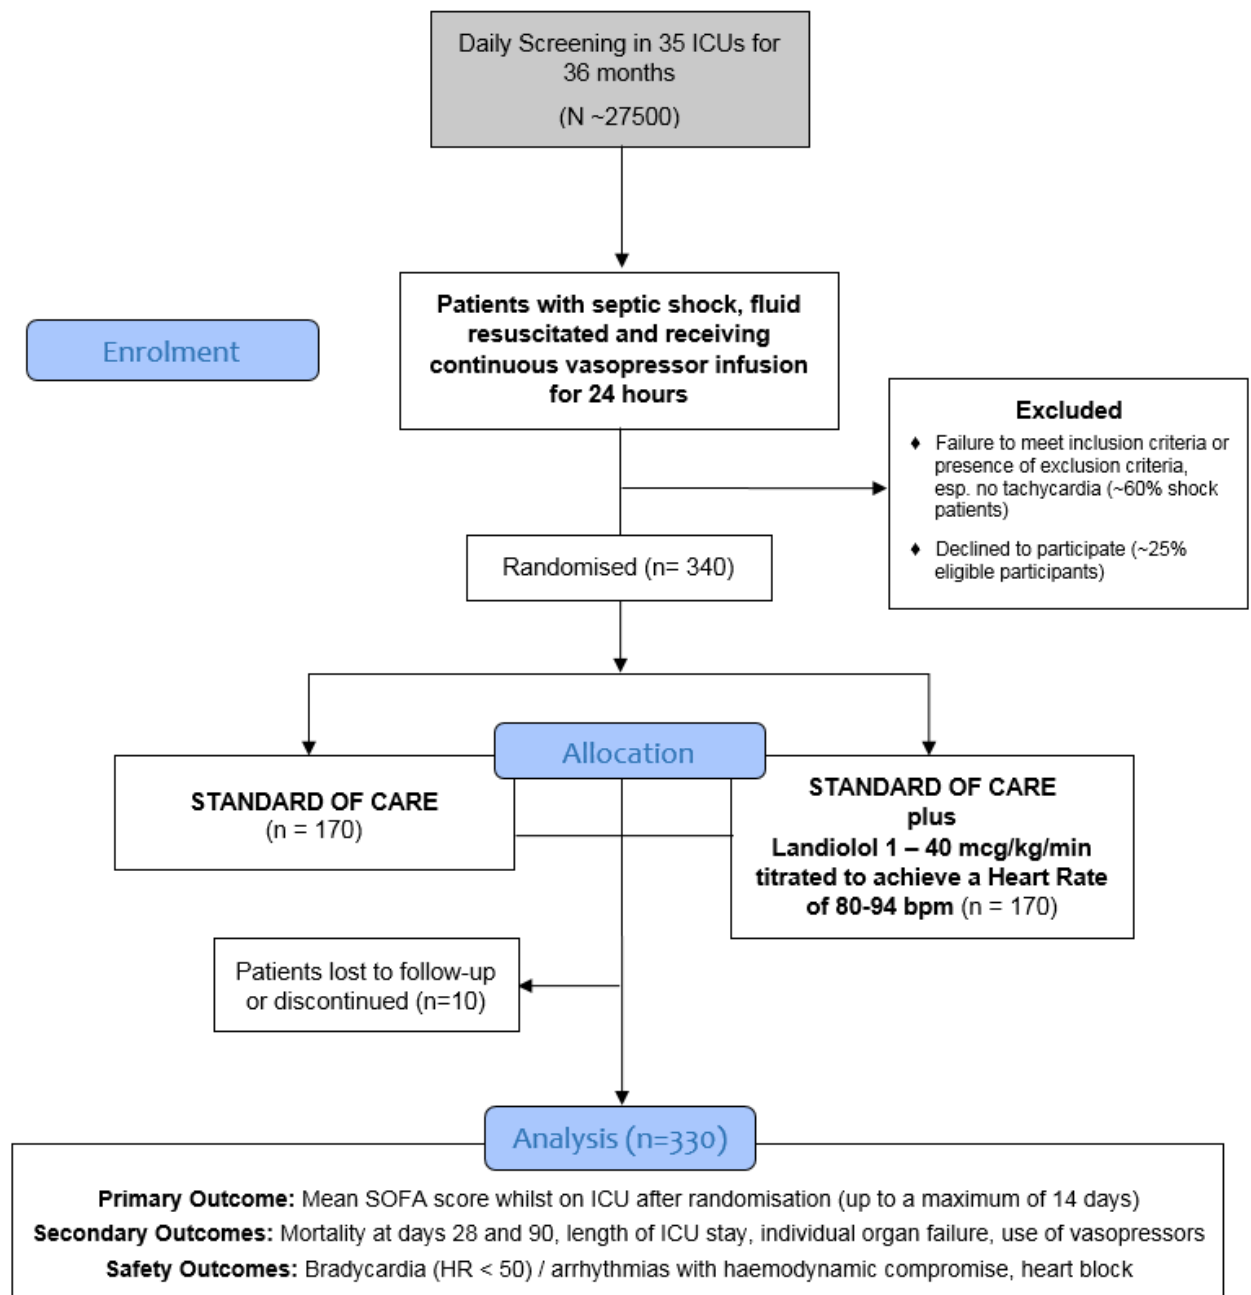 Daily Screening in 35 ICUs for
36 months
(N ~27500)
Enrolment
Patients with septic shock, fluid
resuscitated and receiving
continuous vasopressor infusion
for 24 hours
Excluded
♦ Failure to meet inclusion criteria or
presence of exclusion criteria,
esp. no tachycardia (~60% shock
patients)
♦ Declined to participate (~25%
eligible participants)
Randomised (n= 340)
Allocation
STANDARD OF CARE
(n = 170)
STANDARD OF CARE
plus
Landiolol 1 – 40 mcg/kg/min
titrated to achieve a Heart Rate
of 80-94 bpm (n = 170)
Patients lost to follow-up
or discontinued (n=10)
Analysis (n=330)
Primary Outcome: Mean SOFA score whilst on ICU after randomisation (up to a maximum of 14 days)
Secondary Outcomes: Mortality at days 28 and 90, length of ICU stay, individual organ failure, use of vasopressors
Safety Outcomes: Bradycardia (HR < 50) / arrhythmias with haemodynamic compromise, heart block